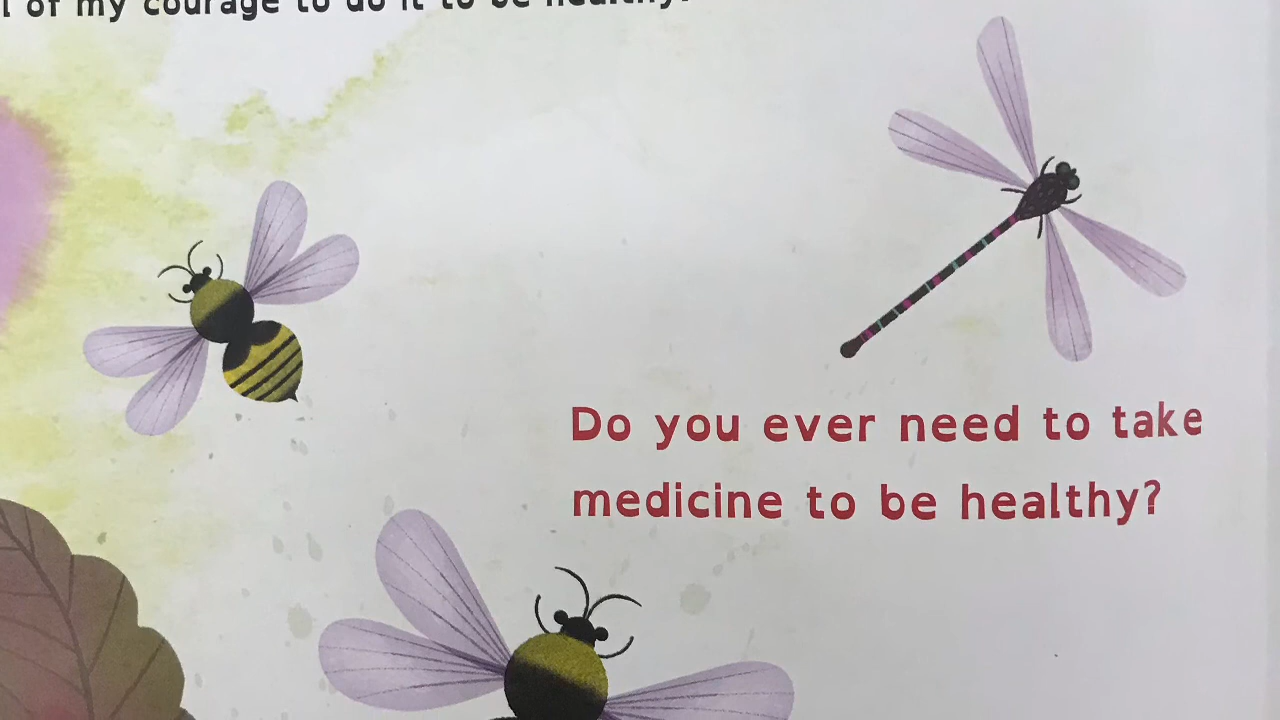 of my courage to do it to be healthy.
Do you ever need to take
medicine to be healthy?